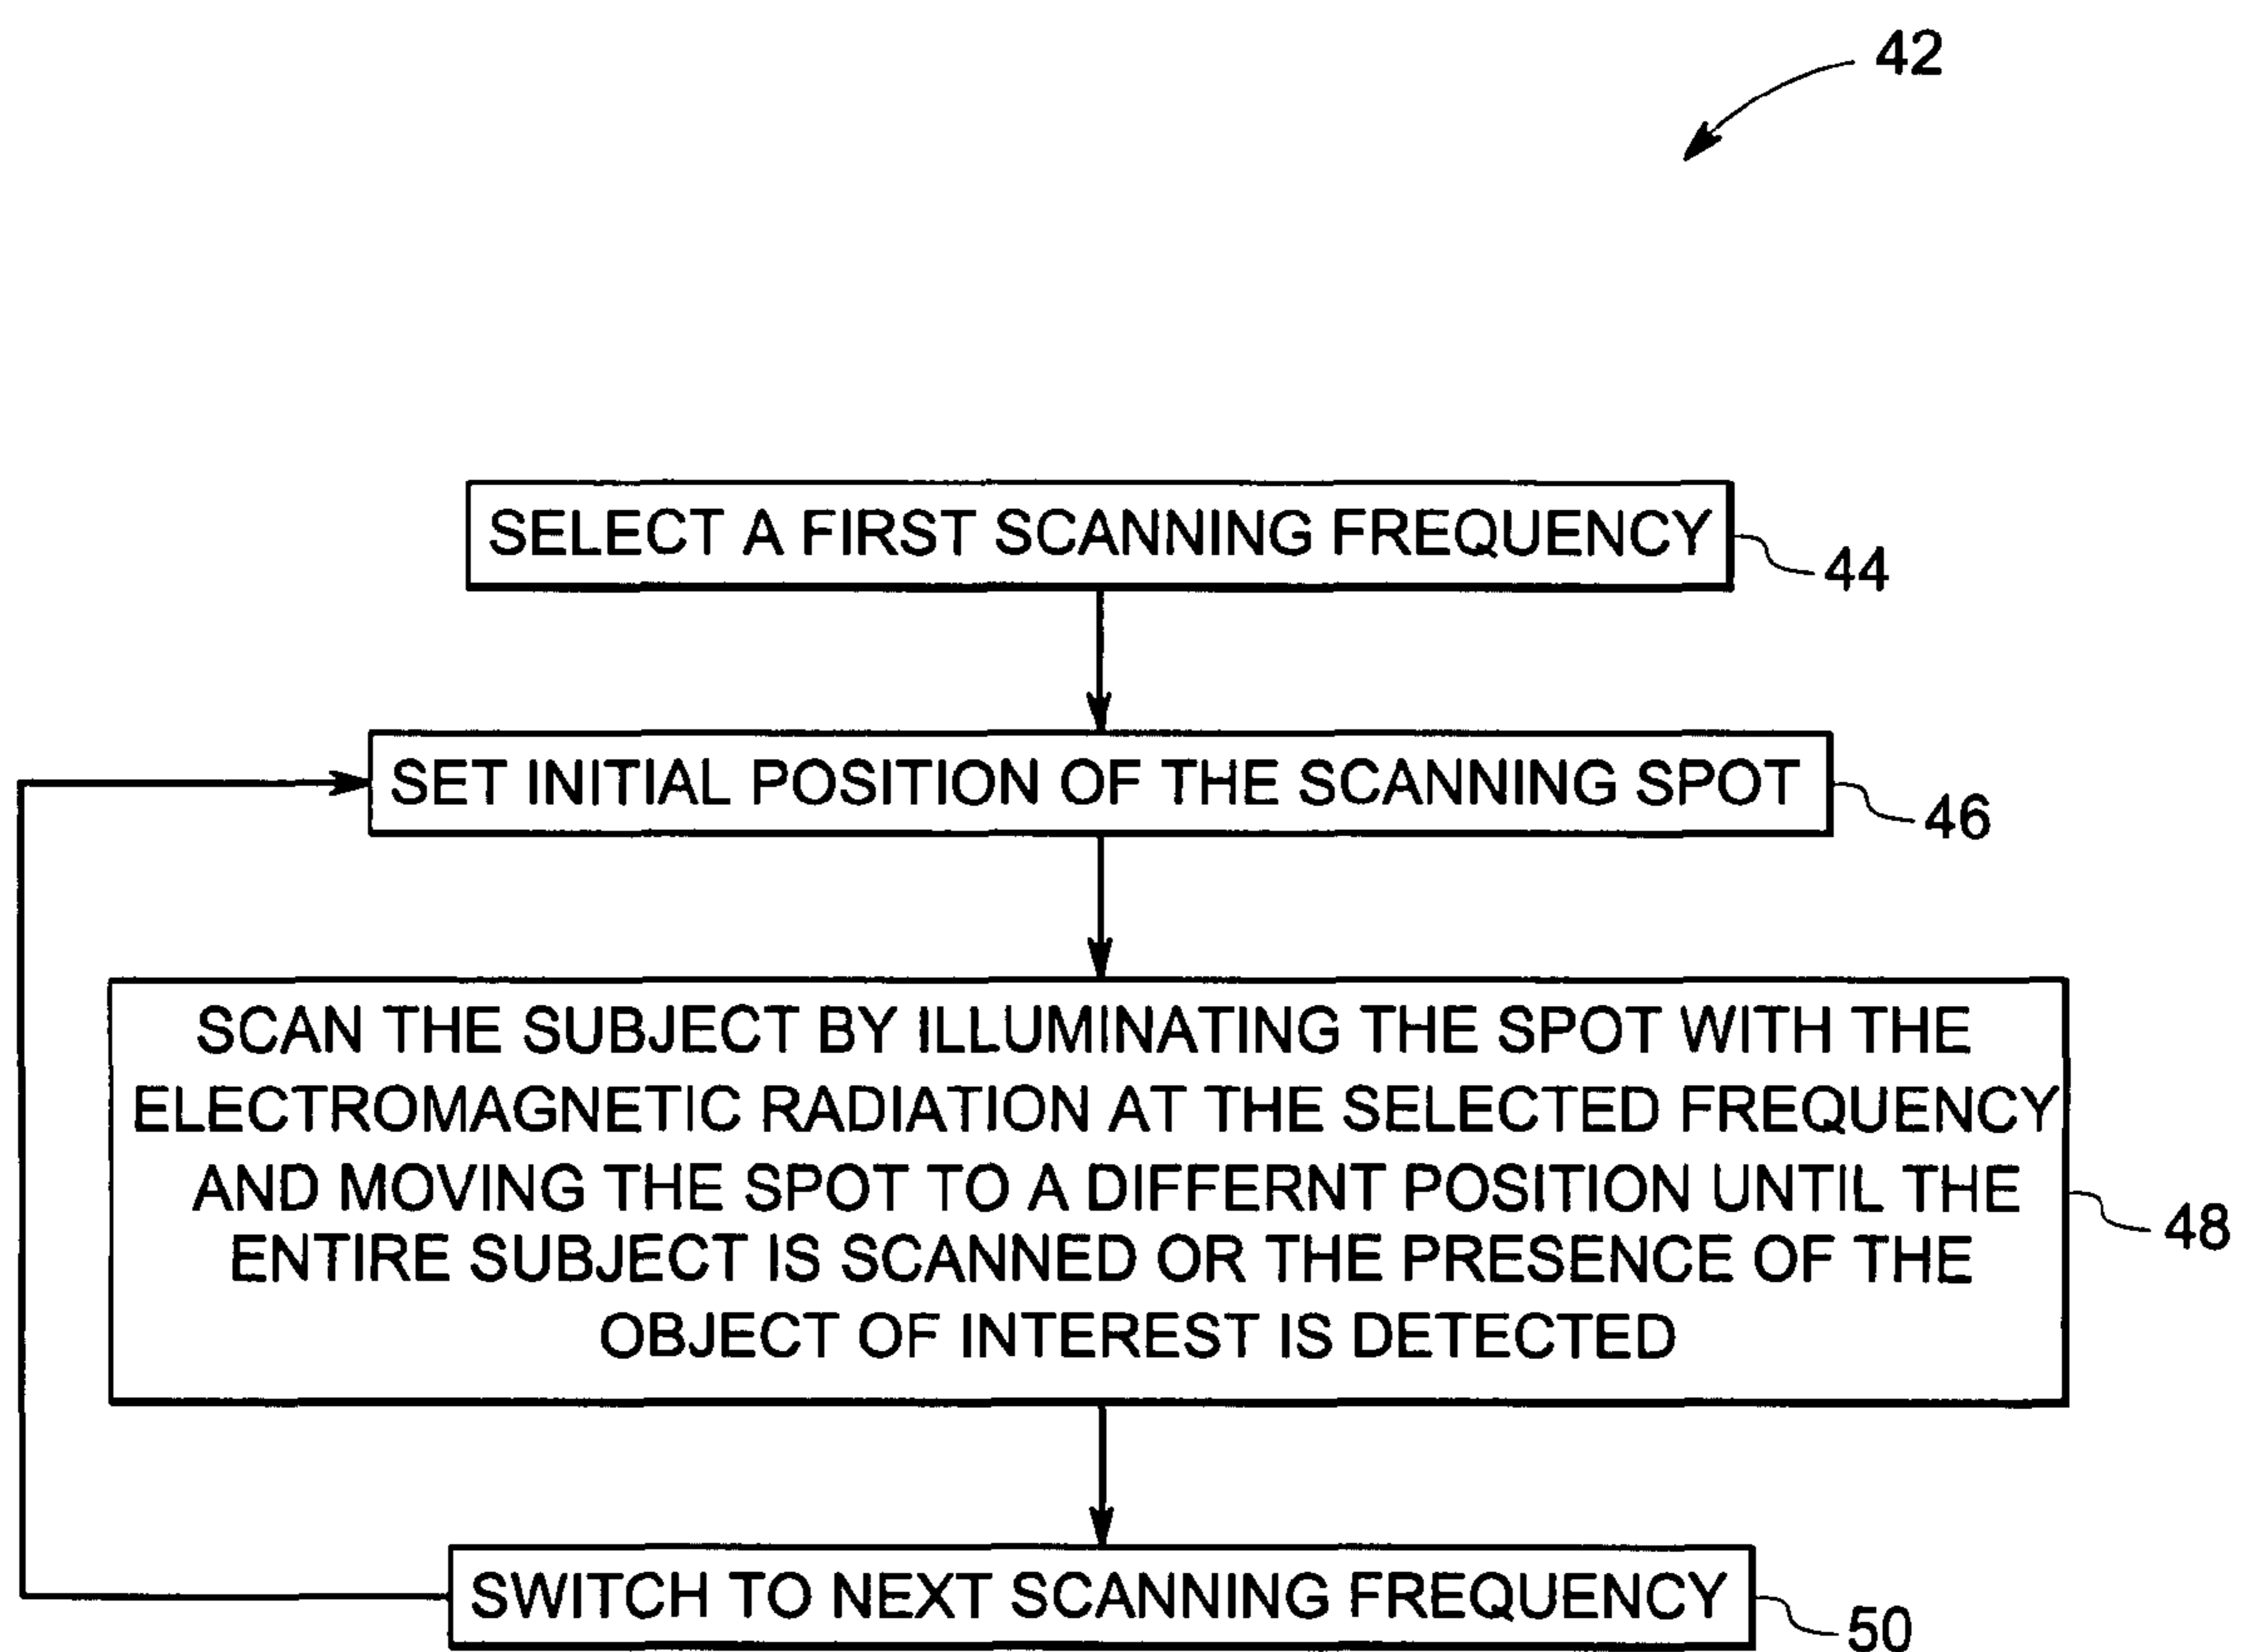 42
SELECT A FIRST SCANNING FREQUENCY
44
SET INITIAL POSITION OF THE SCANNING SPOT
46
SCAN THE SUBJECT BY ILLUMINATING THE SPOT WITH THE
ELECTROMAGNETIC RADIATION AT THE SELECTED FREQUENCY
AND MOVING THE SPOT TO A DIFFERNT POSITION UNTIL THE
ENTIRE SUBJECT IS SCANNED OR THE PRESENCE OF THE
OBJECT OF INTEREST IS DETECTED
48
SWITCH TO NEXT SCANNING FREQUENCY
50